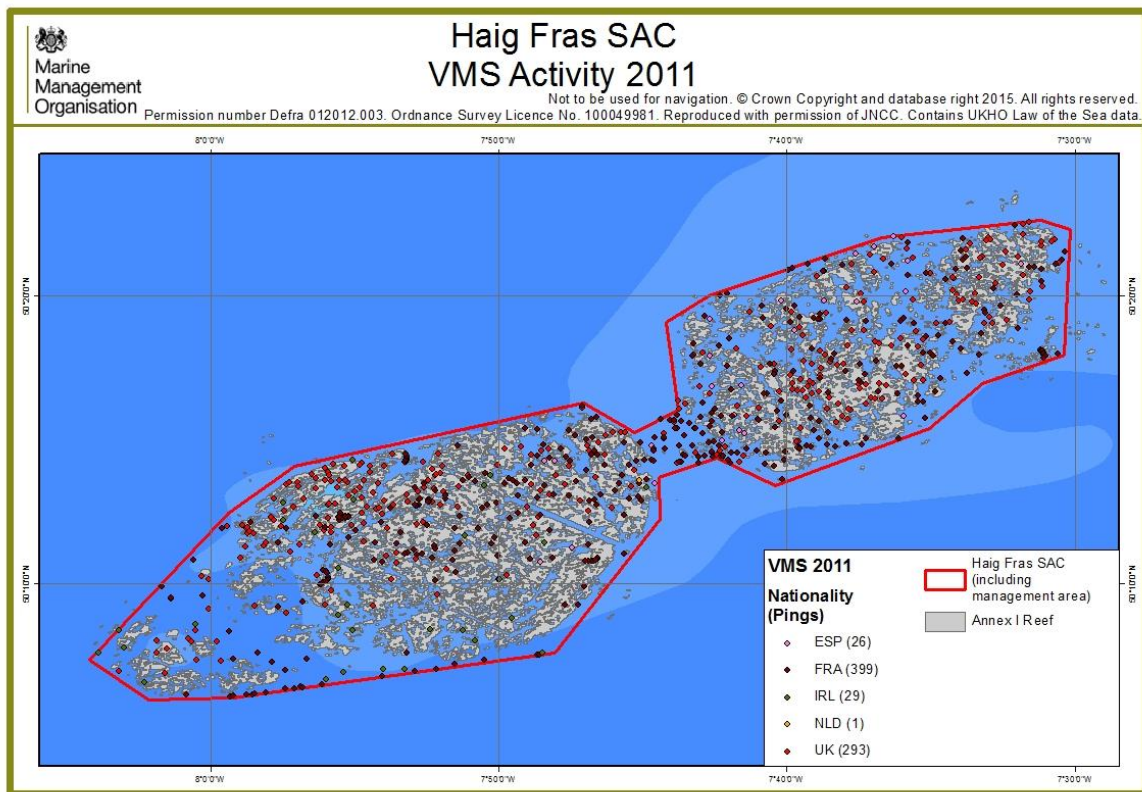 Marine
Management
Organisation
Haig Fras SAC
VMS Activity 2011
Not to be used for navigation. © Crown Copyright and database right 2015. All rights reserved.
Permission number Defra 012012.003. Ordnance Survey Licence No. 100049981. Reproduced with permission of JNCC. Contains UKHO Law of the Sea data.
8°0'0"W 7°50'0"W 7°40'0"W 7°30'0"W
50°20'0"N 50°20'0"N
50°10'0"N 50°10'0"N
VMS 2011
Nationality
(Pings)
ESP (26)
FRA (399)
IRL (29)
NLD (1)
UK (293)
Haig Fras SAC
(including
management area)
Annex I Reef
8°0'0"W 7°50'0"W 7°40'0"W 7°30'0"W